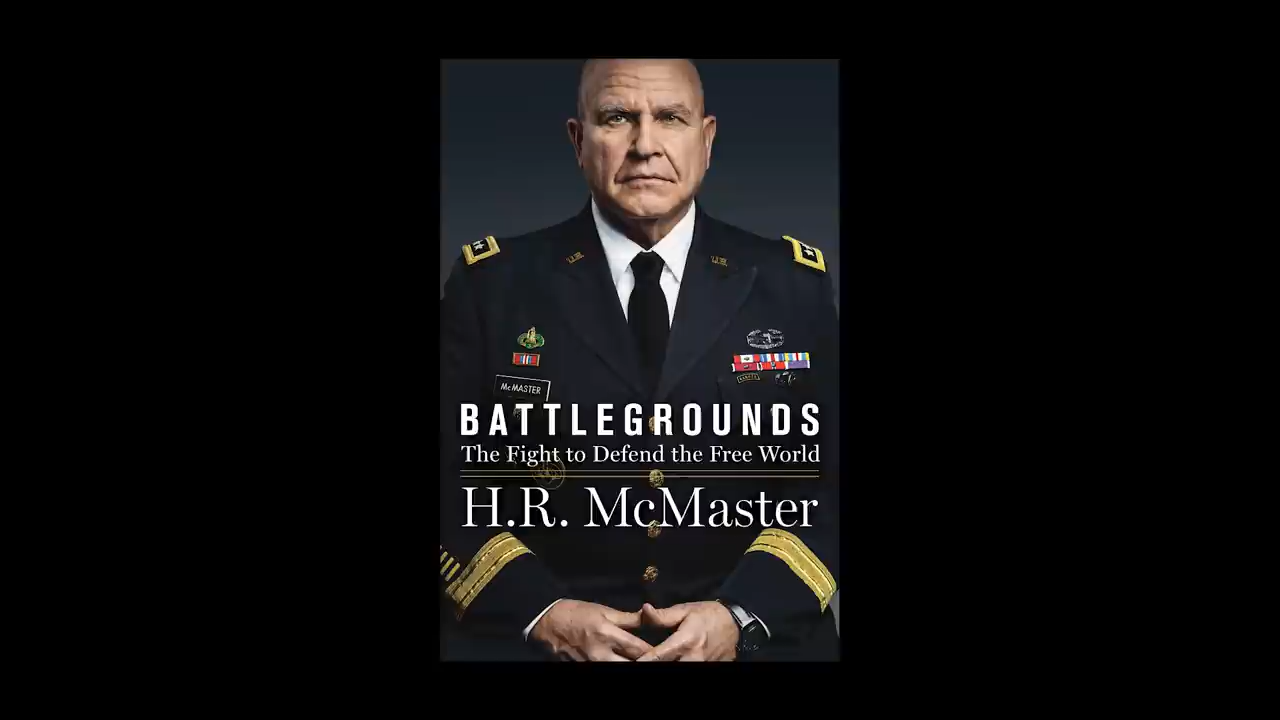 U.S.
U.S.
McMASTER
BATTLEGROUNDS
The Fight to Defend the Free World
H.R. McMaster